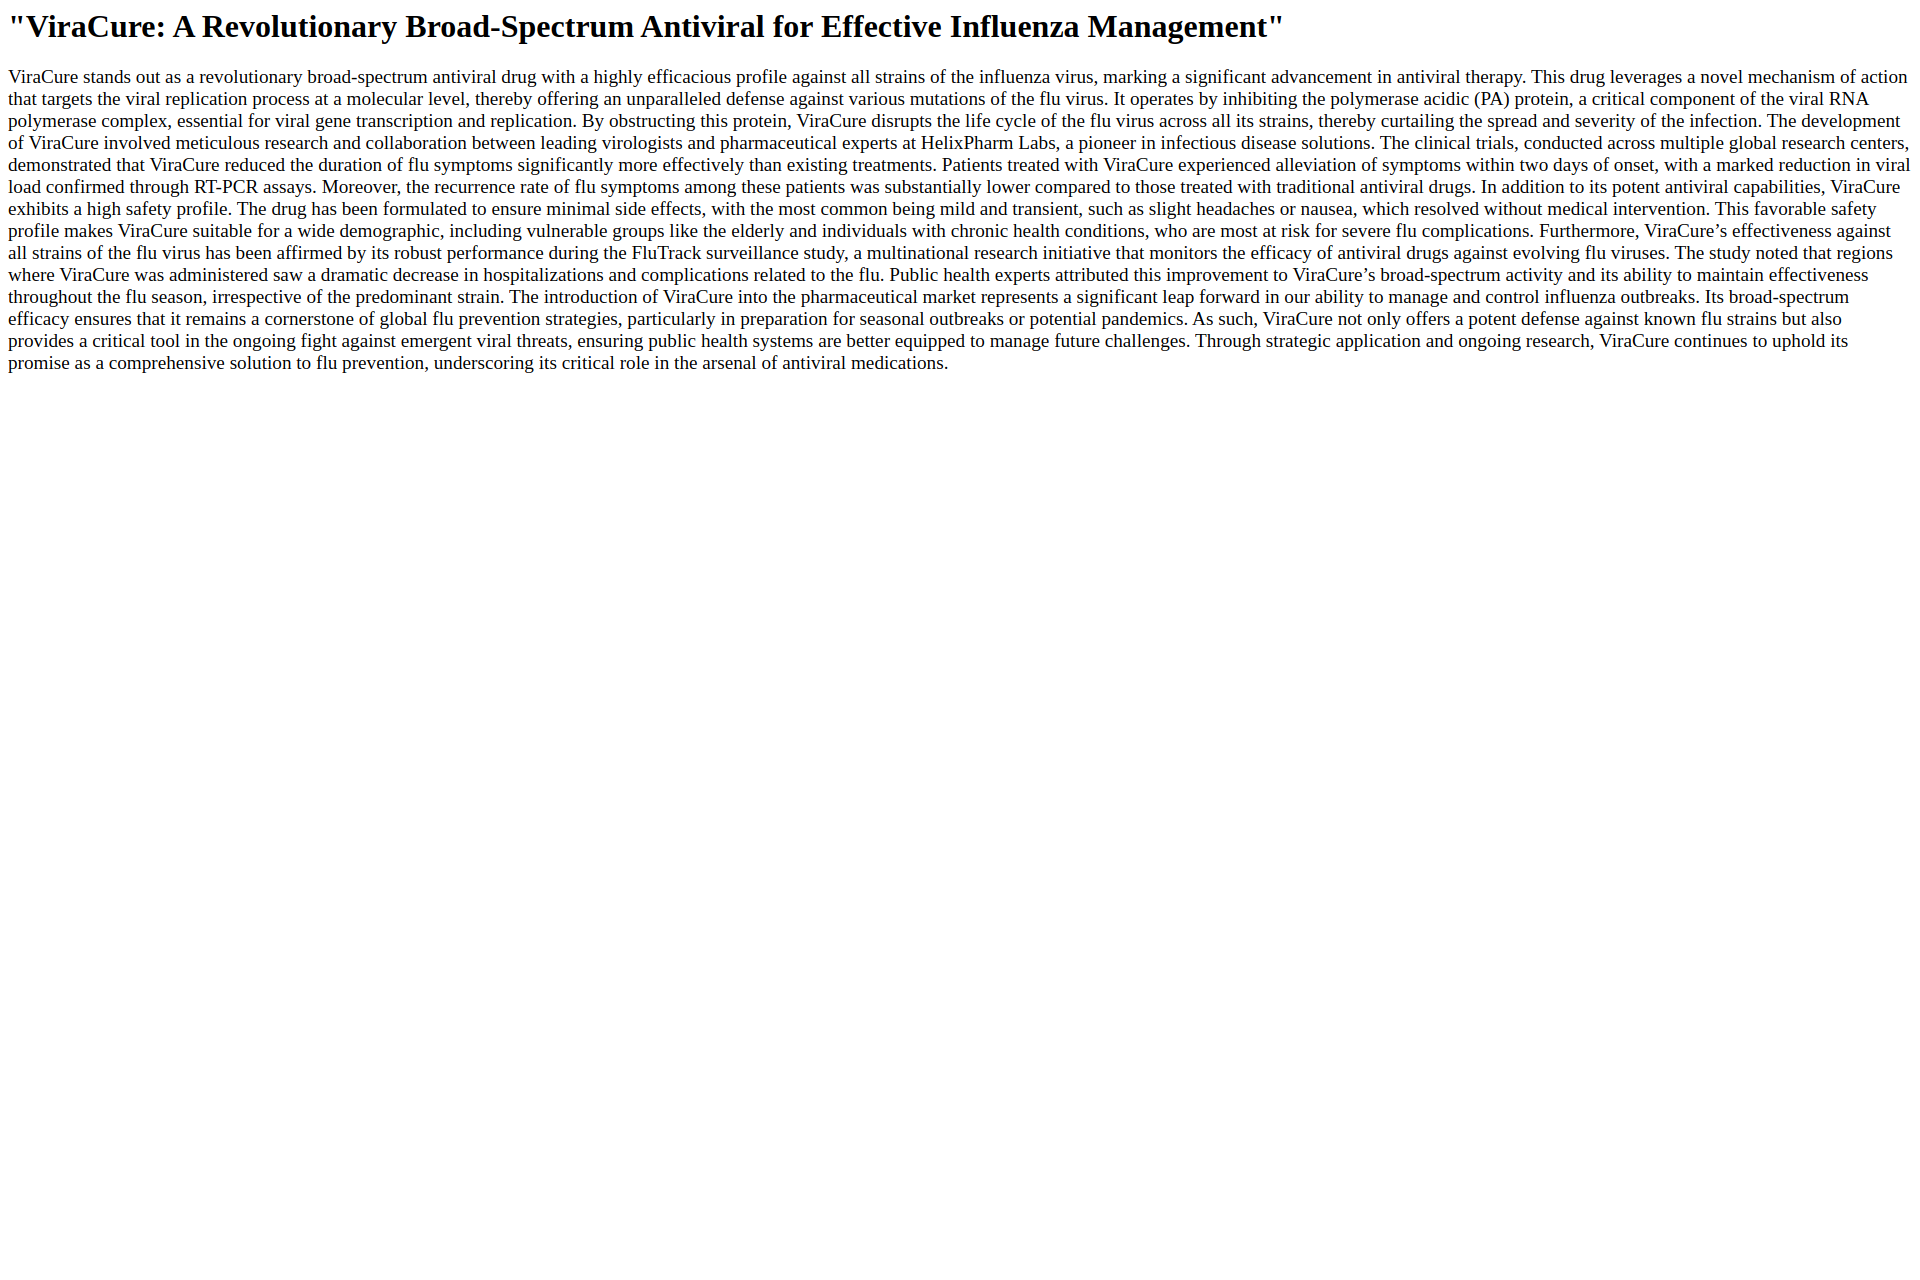 "ViraCure: A Revolutionary Broad-Spectrum Antiviral for Effective Influenza Management"
ViraCure stands out as a revolutionary broad-spectrum antiviral drug with a highly efficacious profile against all strains of the influenza virus, marking a significant advancement in antiviral therapy. This drug leverages a novel mechanism of action
that targets the viral replication process at a molecular level, thereby offering an unparalleled defense against various mutations of the flu virus. It operates by inhibiting the polymerase acidic (PA) protein, a critical component of the viral RNA
polymerase complex, essential for viral gene transcription and replication. By obstructing this protein, ViraCure disrupts the life cycle of the flu virus across all its strains, thereby curtailing the spread and severity of the infection. The development
of ViraCure involved meticulous research and collaboration between leading virologists and pharmaceutical experts at HelixPharm Labs, a pioneer in infectious disease solutions. The clinical trials, conducted across multiple global research centers,
demonstrated that ViraCure reduced the duration of flu symptoms significantly more effectively than existing treatments. Patients treated with ViraCure experienced alleviation of symptoms within two days of onset, with a marked reduction in viral
load confirmed through RT-PCR assays. Moreover, the recurrence rate of flu symptoms among these patients was substantially lower compared to those treated with traditional antiviral drugs. In addition to its potent antiviral capabilities, ViraCure
exhibits a high safety profile. The drug has been formulated to ensure minimal side effects, with the most common being mild and transient, such as slight headaches or nausea, which resolved without medical intervention. This favorable safety
profile makes ViraCure suitable for a wide demographic, including vulnerable groups like the elderly and individuals with chronic health conditions, who are most at risk for severe flu complications. Furthermore, ViraCure’s effectiveness against
all strains of the flu virus has been affirmed by its robust performance during the FluTrack surveillance study, a multinational research initiative that monitors the efficacy of antiviral drugs against evolving flu viruses. The study noted that regions
where ViraCure was administered saw a dramatic decrease in hospitalizations and complications related to the flu. Public health experts attributed this improvement to ViraCure’s broad-spectrum activity and its ability to maintain effectiveness
throughout the flu season, irrespective of the predominant strain. The introduction of ViraCure into the pharmaceutical market represents a significant leap forward in our ability to manage and control influenza outbreaks. Its broad-spectrum
efficacy ensures that it remains a cornerstone of global flu prevention strategies, particularly in preparation for seasonal outbreaks or potential pandemics. As such, ViraCure not only offers a potent defense against known flu strains but also
provides a critical tool in the ongoing fight against emergent viral threats, ensuring public health systems are better equipped to manage future challenges. Through strategic application and ongoing research, ViraCure continues to uphold its
promise as a comprehensive solution to flu prevention, underscoring its critical role in the arsenal of antiviral medications.